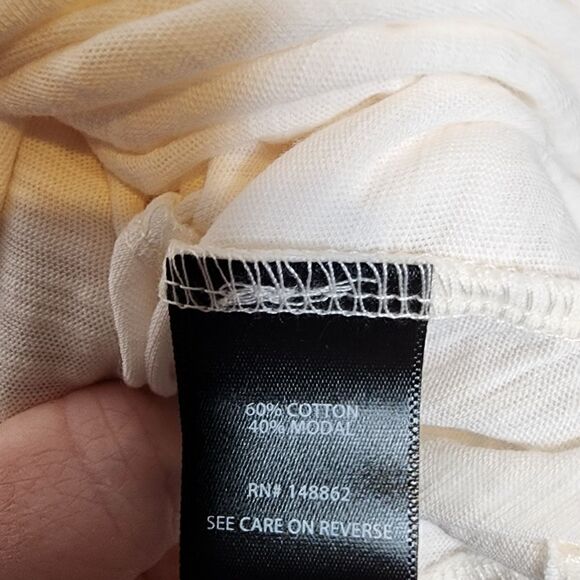 60% COTTON
40% MODAL
RN# 148862
SEE CARE ON REVERSE